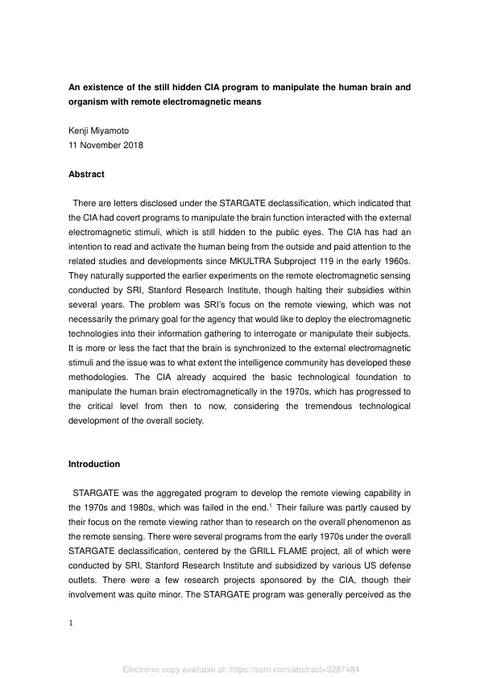 An existence of the still hidden CIA program to manipulate the human brain and
organism with remote electromagnetic means
Kenji Miyamoto
11 November 2018
Abstract
There are letters disclosed under the STARGATE declassification, which indicated that
the CIA had covert programs to manipulate the brain function interacted with the external
electromagnetic stimuli, which is still hidden to the public eyes. The CIA has had an
intention to read and activate the human being from the outside and paid attention to the
related studies and developments since MKULTRA Subproject 119 in the early 1960s.
They naturally supported the earlier experiments on the remote electromagnetic sensing
conducted by SRI, Stanford Research Institute, though halting their subsidies within
several years. The problem was SRI's focus on the remote viewing, which was not
necessarily the primary goal for the agency that would like to deploy the electromagnetic
technologies into their information gathering to interrogate or manipulate their subjects.
It is more or less the fact that the brain is synchronized to the external electromagnetic
stimuli and the issue was to what extent the intelligence community has developed these
methodologies. The CIA already acquired the basic technological foundation to
manipulate the human brain electromagnetically in the 1970s, which has progressed to
the critical level from then to now, considering the tremendous technological
development of the overall society.
Introduction
STARGATE was the aggregated program to develop the remote viewing capability in
the 1970s and 1980s, which was failed in the end.1 Their failure was partly caused by
their focus on the remote viewing rather than to research on the overall phenomenon as
the remote sensing. There were several programs from the early 1970s under the overall
STARGATE declassification, centered by the GRILL FLAME project, all of which were
conducted by SRI, Stanford Research Institute and subsidized by various US defense
outlets. There were a few research projects sponsored by the CIA, though their
involvement was quite minor. The STARGATE program was generally perceived as the
1
Electronic copy available at: https://ssrn.com/abstract=3287484